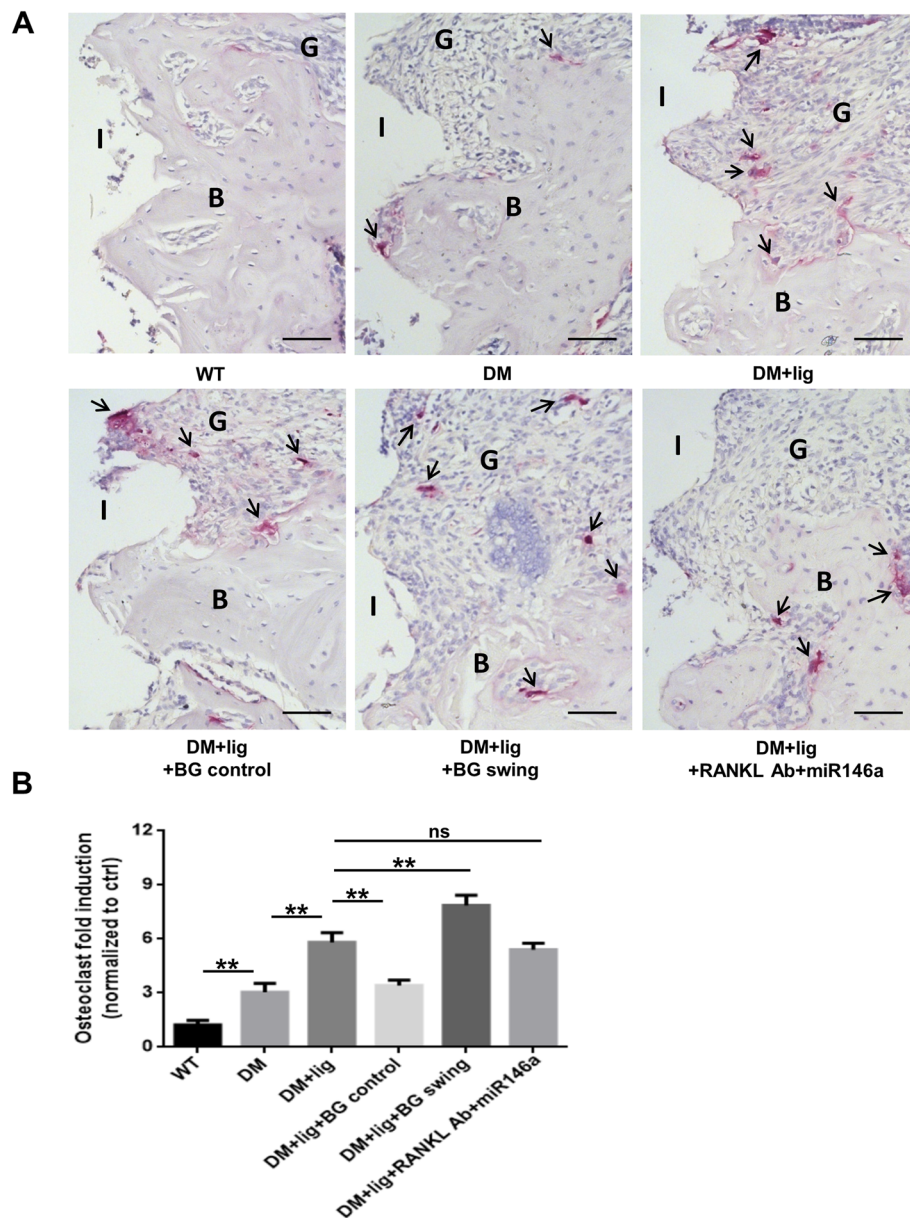 A
G
I
B
WT
G
I
B
DM
I
G
B
DM+lig
G
I
B
DM+lig
+BG control
G
I
B
DM+lig
+BG swing
I
G
B
DM+lig
+RANKL Ab+miR146a
B
Osteoclast fold induction
(normalized to ctrl)
12
9
6
3
0
ns
**
**
**
**
WT
DM
DM+lig
DM+lig+BG control
DM+lig+BG swing
DM+lig+RANKL Ab+miR146a